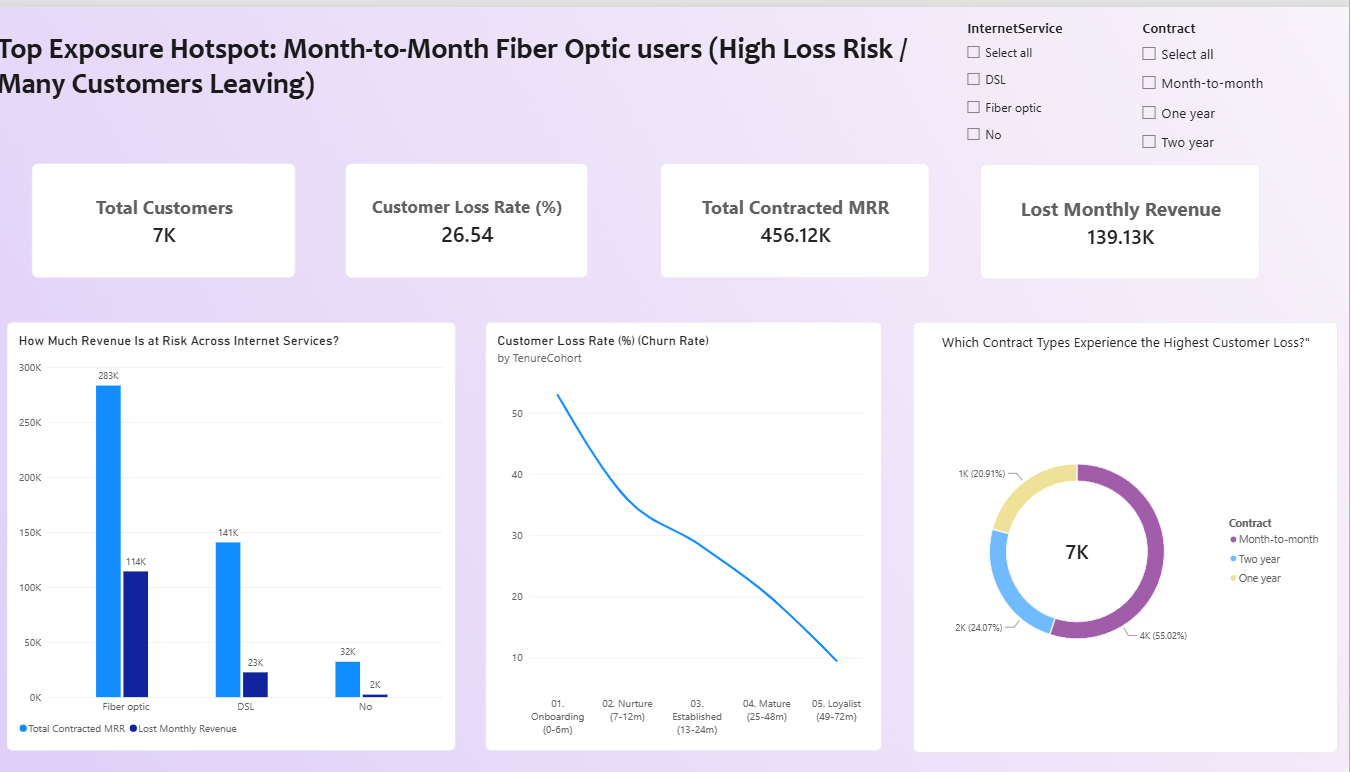 Top Exposure Hotspot: Month-to-Month Fiber Optic users (High Loss Risk /
Many Customers Leaving)
InternetService
Select all
DSL
Fiber optic
No
Contract
Select all
Month-to-month
One year
Two year
Total Customers
7K
Customer Loss Rate (%)
26.54
Total Contracted MRR
456.12K
Lost Monthly Revenue
139.13K
How Much Revenue Is at Risk Across Internet Services?
300K
250K
200K
150K
100K
50K
0K
283K
114K
141K
23K
32K
2K
Fiber optic
DSL
No
Total Contracted MRR
Lost Monthly Revenue
Customer Loss Rate (%) (Churn Rate)
by TenureCohort
50
40
30
20
10
01.
Onboarding
(0-6m)
02. Nurture
(7-12m)
03.
Established
(13-24m)
04. Mature
(25-48m)
05. Loyalist
(49-72m)
Which Contract Types Experience the Highest Customer Loss?"
1K (20.91%)
2K (24.07%)
4K (55.02%)
7K
Contract
Month-to-month
Two year
One year